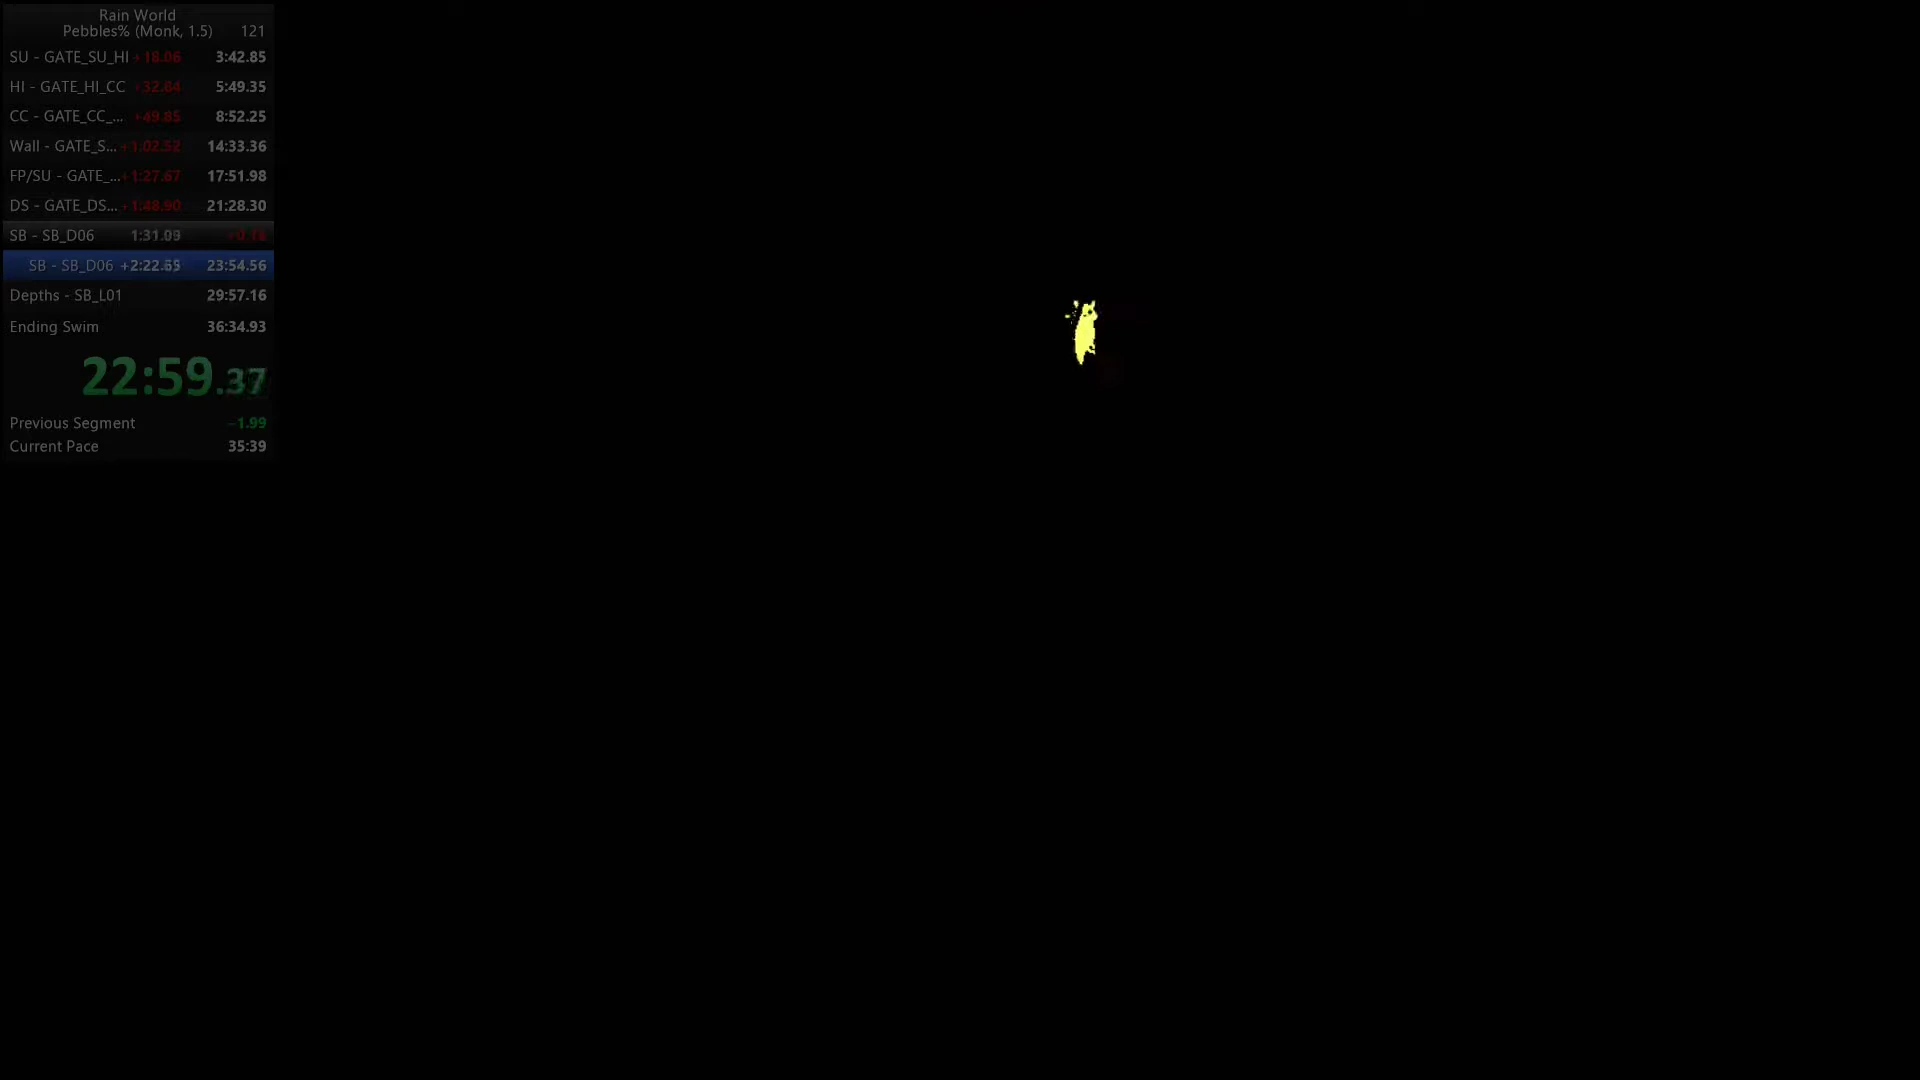 Rain World
Pebbles% (Monk, 1.5) 121
SU - GATE_SU_HI +18.06 3:42.85
HI - GATE_HI_CC +32.84 5:49.35
CC - GATE_CC_... +49.85 8:52.25
Wall - GATE_S... +1:02.52 14:33.36
FP/SU - GATE_... +1:27.67 17:51.98
DS - GATE_DS... +1:48.90 21:28.30
SB - SB_D06
SB - SB_D06 23:54.56
Depths - SB_L01 29:57.16
Ending Swim 36:34.93
22:59.37
Previous Segment −1.99
Current Pace 35:39